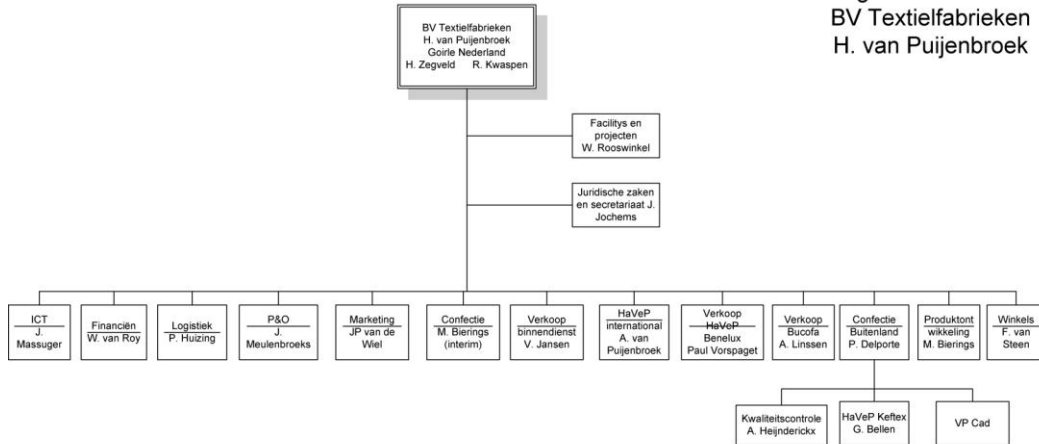 BV Textielfabrieken
H. van Puijenbroek
BV Textielfabrieken
H. van Puijenbroek
Goirle Nederland
H. Zegveld R. Kwaspen
Facilitys en
projecten
W. Rooswinkel
Juridische zaken
en secretariaat J.
Jochems
ICT
J.
Massuger
Financiën
W. van Roy
Logistiek
P. Huizing
P&O
J.
Meulenbroeks
Marketing
JP van de
Wiel
Confectie
M. Bierings
(interim)
Verkoop
binnendienst
V. Jansen
HaVeP
international
A. van
Puijenbroek
Verkoop
HaVeP
Benelux
Paul Vorspaget
Verkoop
Bucofa
A. Linssen
Confectie
Buitenland
P. Delporte
Produktont
wikkeling
M. Bierings
Winkels
F. van
Steen
Kwaliteitscontrole
A. Heijnderickx
HaVeP Keftex
G. Bellen
VP Cad